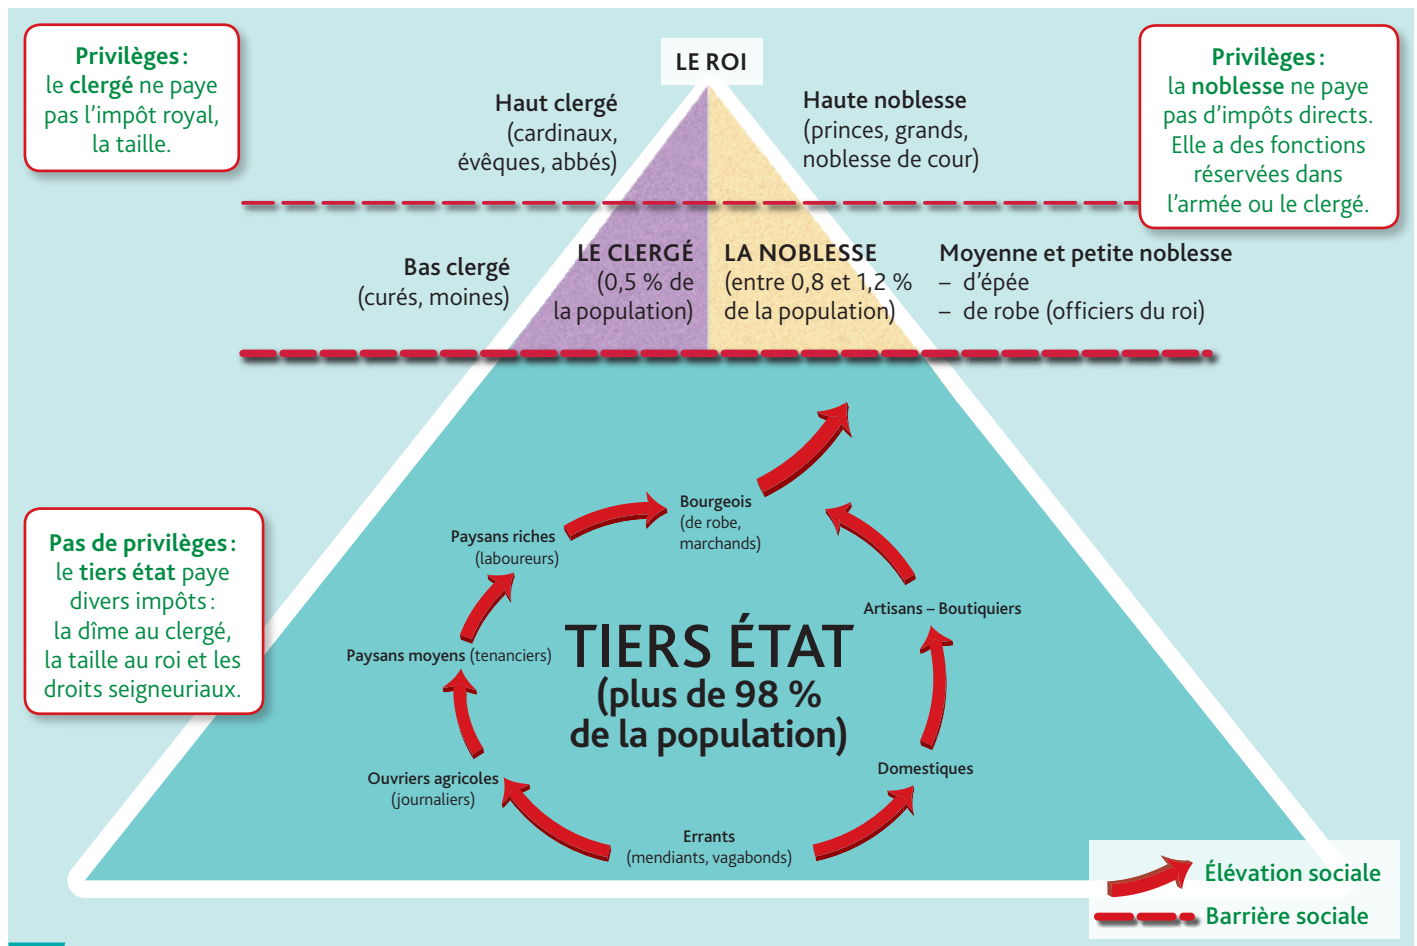 Privilèges :
le clergé ne paye
pas l’impôt royal,
la taille.
LE ROI
Privilèges :
la noblesse ne paye
pas d’impôts directs.
Elle a des fonctions
réservées dans
l’armée ou le clergé.
Haut clergé
(cardinaux,
évêques, abbés)
Haute noblesse
(princes, grands,
noblesse de cour)
Bas clergé
(curés, moines)
LE CLERGÉ
(0,5 % de
la population)
LA NOBLESSE
(entre 0,8 et 1,2 %
de la population)
Moyenne et petite noblesse
– d’épée
– de robe (officiers du roi)
Pas de privilèges :
le tiers état paye
divers impôts :
la dîme au clergé,
la taille au roi et les
droits seigneuriaux.
Bourgeois
(de robe,
marchands)
Paysans riches
(laboureurs)
Artisans – Boutiquiers
Paysans moyens (tenanciers)
TIERS ÉTAT
(plus de 98 %
de la population)
Ouvriers agricoles
(journaliers)
Domestiques
Errants
(mendiants, vagabonds)
Élévation sociale
Barrière sociale